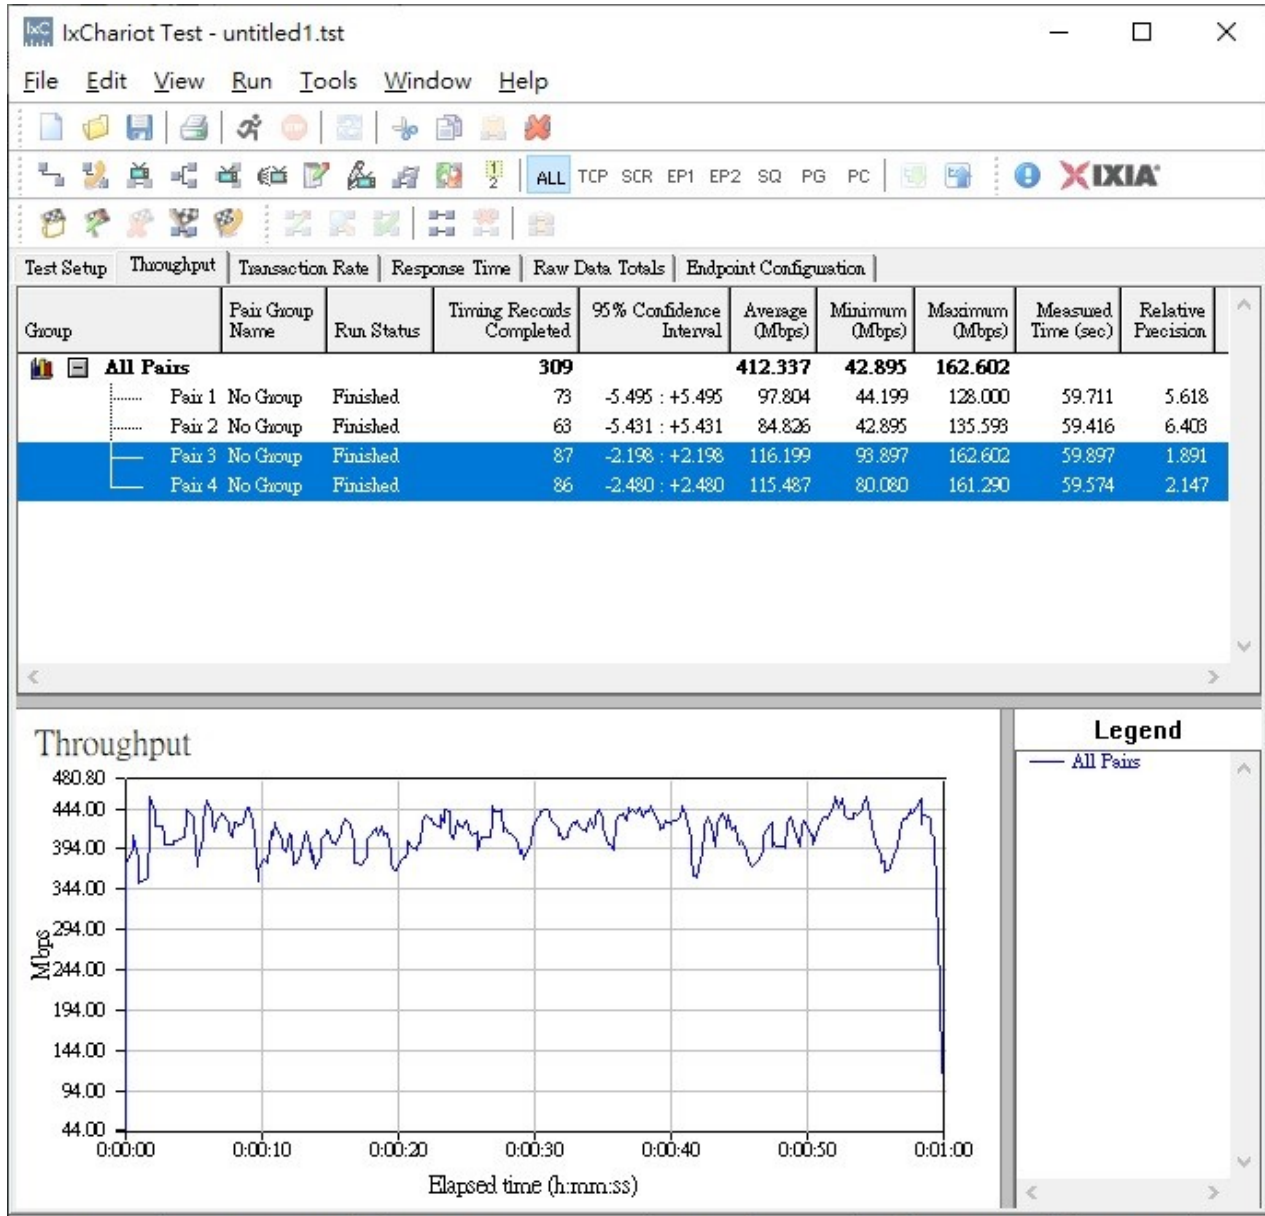 IxC IxChariot Test - untitled1.tst
File Edit View Run Tools Window Help
1 2 ALL TCP SCR EP1 EP2 SQ PG PC IXIA
Test Setup Throughput Transaction Rate Response Time Raw Data Totals Endpoint Configuration
Group Pair Group Name Run Status Timing Records Completed 95% Confidence Interval Average (Mbps) Minimum (Mbps) Maximum (Mbps) Measured Time (sec) Relative Precision
All Pairs 309 412.337 42.895 162.602
Pair 1 No Group Finished 73 -5.495 : +5.495 97.804 44.199 128.000 59.711 5.618
Pair 2 No Group Finished 63 -5.431 : +5.431 84.826 42.895 135.593 59.416 6.403
Pair 3 No Group Finished 87 -2.198 : +2.198 116.199 93.897 162.602 59.897 1.891
Pair 4 No Group Finished 86 -2.480 : +2.480 115.487 80.080 161.290 59.574 2.147
Throughput
Legend
All Pairs
480.80
444.00
394.00
344.00
294.00
244.00
194.00
144.00
94.00
44.00
Mbps
0:00:00 0:00:10 0:00:20 0:00:30 0:00:40 0:00:50 0:01:00
Elapsed time (h:mm:ss)